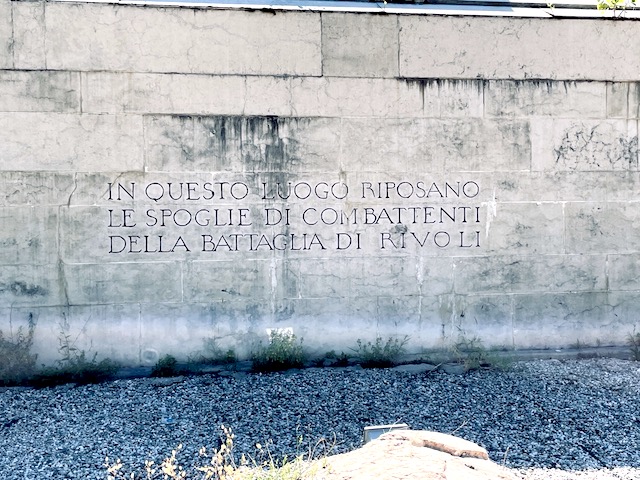 IN QUESTO LUOGO RIPOSANO
LE SPOGLIE DI COMBATTENTI
DELLA BATTAGLIA DI RIVOLI